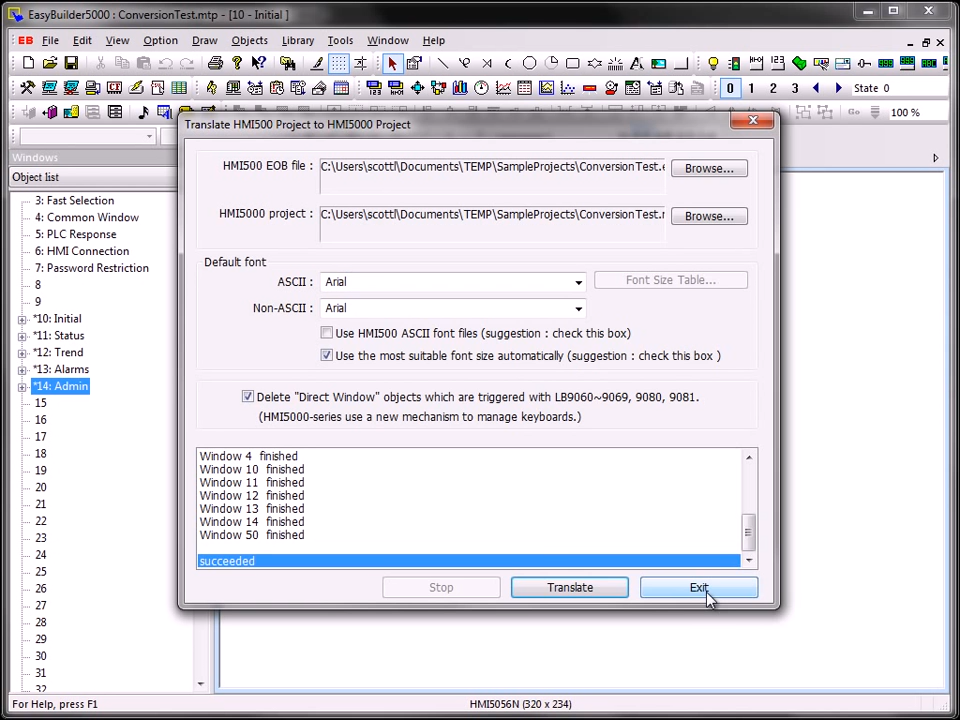 EasyBuilder5000 : ConversionTest.mtp - [10 - Initial ]
EB File Edit View Option Draw Objects Library Tools Window Help
0 1 2 3 State 0
Go 100 %
Windows
Object list
3: Fast Selection
4: Common Window
5: PLC Response
6: HMI Connection
7: Password Restriction
8
9
*10: Initial
*11: Status
*12: Trend
*13: Alarms
*14: Admin
15
16
17
18
19
20
21
22
23
24
25
26
27
28
29
30
31
32
Translate HMI500 Project to HMI5000 Project
HMI500 EOB file : C:\Users\scottl\Documents\TEMP\SampleProjects\ConversionTest.e Browse...
HMI5000 project : C:\Users\scottl\Documents\TEMP\SampleProjects\ConversionTest.r Browse...
Default font
ASCII : Arial Font Size Table...
Non-ASCII : Arial
Use HMI500 ASCII font files (suggestion : check this box)
Use the most suitable font size automatically (suggestion : check this box )
Delete "Direct Window" objects which are triggered with LB9060~9069, 9080, 9081.
(HMI5000-series use a new mechanism to manage keyboards.)
Window 4 finished
Window 10 finished
Window 11 finished
Window 12 finished
Window 13 finished
Window 14 finished
Window 50 finished
succeeded
Stop Translate Exit
For Help, press F1 HMI5056N (320 x 234)